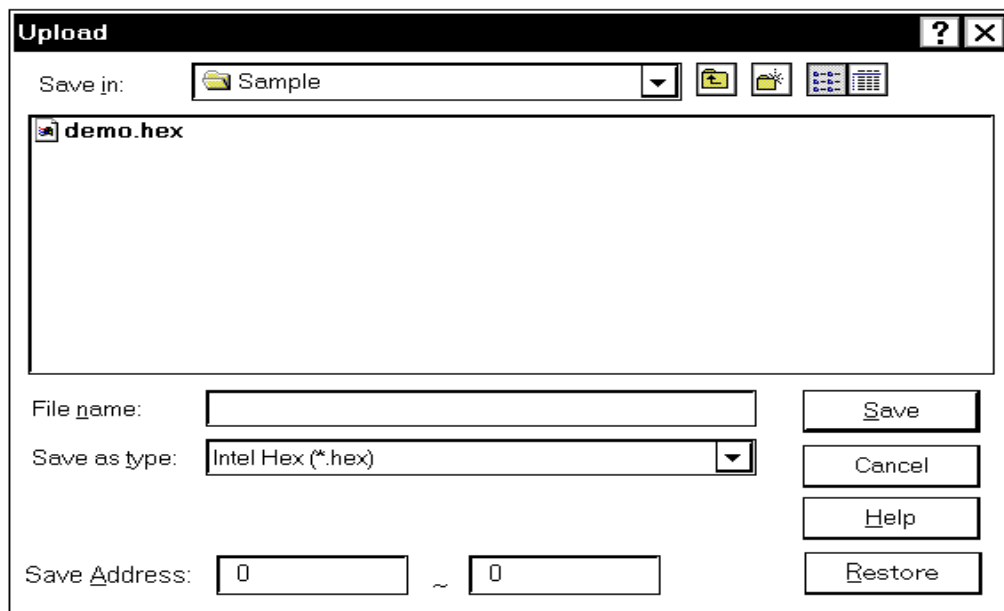 Upload
Save in: Sample
demo.hex
File name:
Save
Save as type: Intel Hex (*.hex)
Cancel
Help
Save Address: 0 ~ 0
Restore